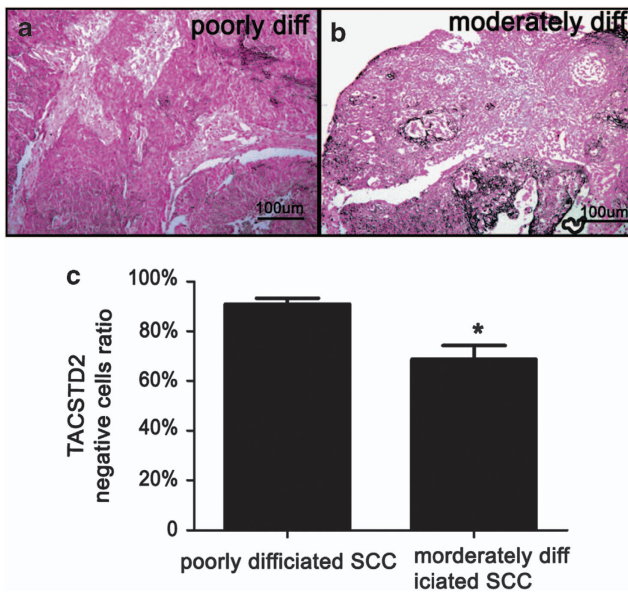 a
poorly diff
100um
b
moderately diff
100um
c
100%
80%
60%
40%
20%
0
TACSTD2
negative cells ratio
*
poorly difficiated SCC
morderately diff
iciated SCC